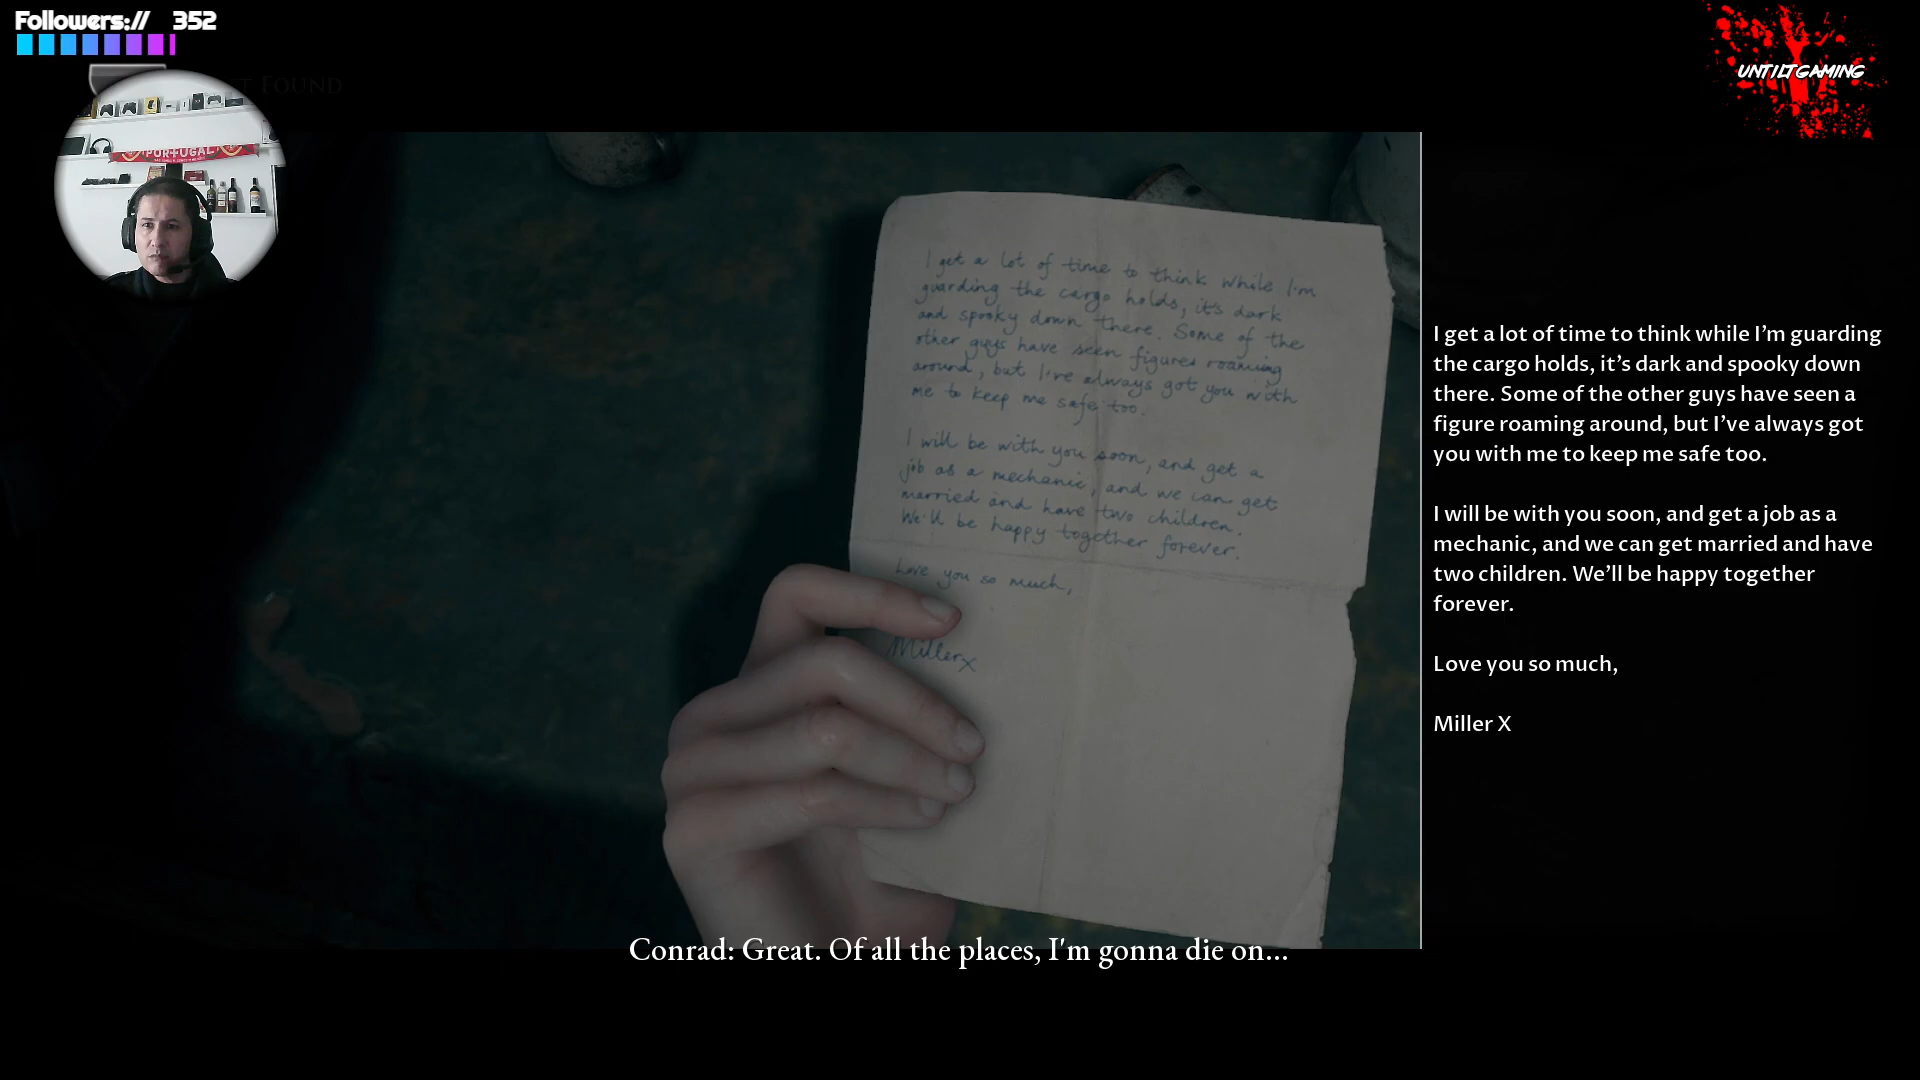 Followers:// 352
T FOUND
PORTUGAL
UNTILTGAMING
I get a lot of time to think while I'm
guarding the cargo holds, it's dark
and spooky down there. Some of the
other guys have seen figures roaming
around, but I've always got you with
me to keep me safe too.
I will be with you soon, and get a
job as a mechanic, and we can get
married and have two children.
We'll be happy together forever.
Love you so much,
Miller x
I get a lot of time to think while I’m guarding
the cargo holds, it’s dark and spooky down
there. Some of the other guys have seen a
figure roaming around, but I’ve always got
you with me to keep me safe too.
I will be with you soon, and get a job as a
mechanic, and we can get married and have
two children. We’ll be happy together
forever.
Love you so much,
Miller X
Conrad: Great. Of all the places, I'm gonna die on...